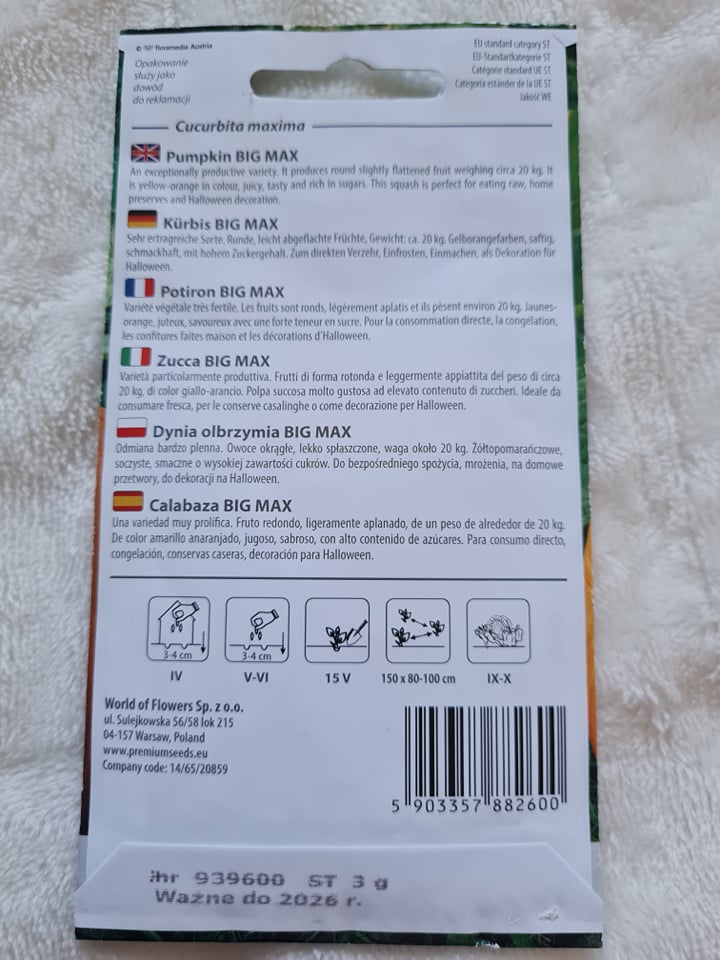 floramedia Austria
Opakowanie
służy jako
dowód
do reklamacji
EU standard category ST
EU-Standartkategorie ST
Catégorie standard UE ST
Categoria estánder de la UE ST
Jakość WE
Cucurbita maxima
Pumpkin BIG MAX
An exceptionally productive variety. It produces round slightly flattened fruit weighing circa 20 kg. It
is yellow-orange in colour, juicy, tasty and rich in sugars. This squash is perfect for eating raw, home
preserves and Halloween decoration.
Kürbis BIG MAX
Sehr ertragreiche Sorte. Runde, leicht abgeflachte Früchte, Gewicht: ca. 20 kg. Gelborangefarben, saftig,
schmackhaft, mit hohem Zuckergehalt. Zum direkten Verzehr, Einfrosten, Einmachen, als Dekoration für
Halloween.
Potiron BIG MAX
Variété végétale très fertile. Les fruits sont ronds, légèrement aplatis et ils pèsent environ 20 kg. Jaunes-
orange, juteux, savoureux avec une forte teneur en sucre. Pour la consommation directe, la congélation,
les confitures faites maison et les décorations d'Halloween.
Zucca BIG MAX
Varietà particolarmente produttiva. Frutti di forma rotonda e leggermente appiattita del peso di circa
20 kg, di color giallo-arancio. Polpa succosa molto gustosa ad elevato contenuto di zuccheri. Ideale da
consumare fresca, per le conserve casalinghe o come decorazione per Halloween.
Dynia olbrzymia BIG MAX
Odmiana bardzo plenna. Owoce okrągłe, lekko spłaszczone, waga około 20 kg. Żółtopomarańczowe,
soczyste, smaczne o wysokiej zawartości cukrów. Do bezpośredniego spożycia, mrożenia, na domowe
przetwory, do dekoracji na Halloween.
Calabaza BIG MAX
Una variedad muy prolífica. Fruto redondo, ligeramente aplanado, de un peso de alrededor de 20 kg.
De color amarillo anaranjado, jugoso, sabroso, con alto contenido de azúcares. Para consumo directo,
congelación, conservas caseras, decoración para Halloween.
3-4 cm 3-4 cm
IV V-VI 15 V 150 x 80-100 cm IX-X
World of Flowers Sp. z o.o.
ul. Sulejkowska 56/58 lok 215
04-157 Warsaw, Poland
www.premiumseeds.eu
Company code: 14/65/20859
5 903357 882600
nr 939600 ST 3 g
Ważne do 2026 r.